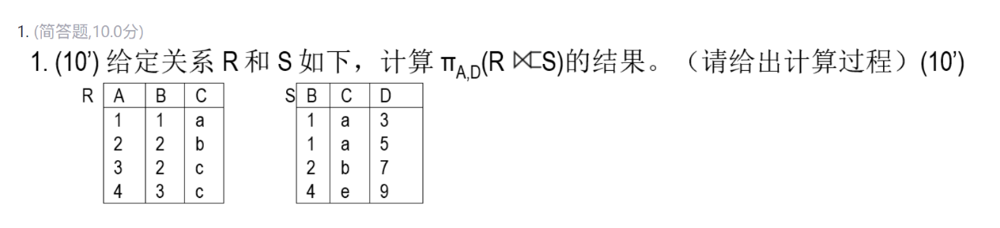 1. (简答题,10.0分)
1. (10’) 给定关系 R 和 S 如下，计算 πA,D(R ⟖S)的结果。（请给出计算过程）(10’)
R A B C S B C D
1 1 a 1 a 3
2 2 b 1 a 5
3 2 c 2 b 7
4 3 c 4 e 9